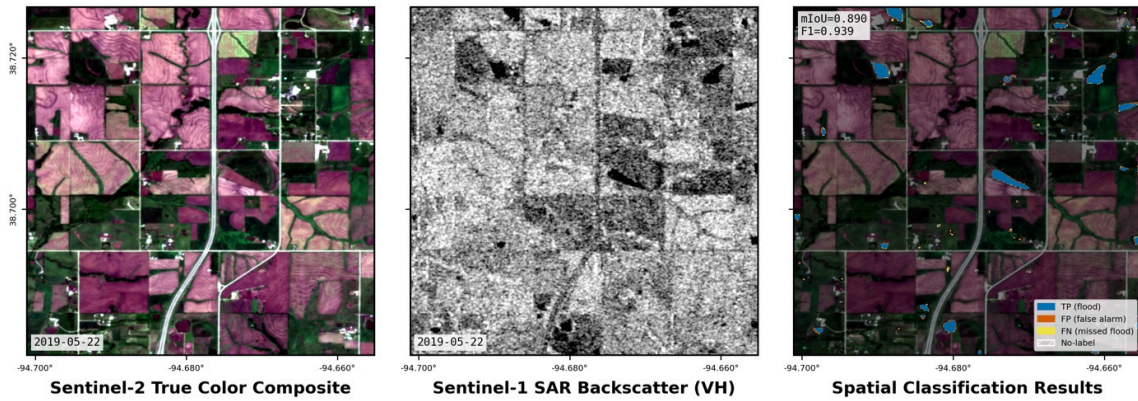 38.720°
38.700°
2019-05-22
-94.700°
-94.680°
-94.660°
Sentinel-2 True Color Composite
2019-05-22
-94.700°
-94.680°
-94.660°
Sentinel-1 SAR Backscatter (VH)
mIoU=0.890
F1=0.939
TP (flood)
FP (false alarm)
FN (missed flood)
No-label
-94.700°
-94.680°
-94.660°
Spatial Classification Results